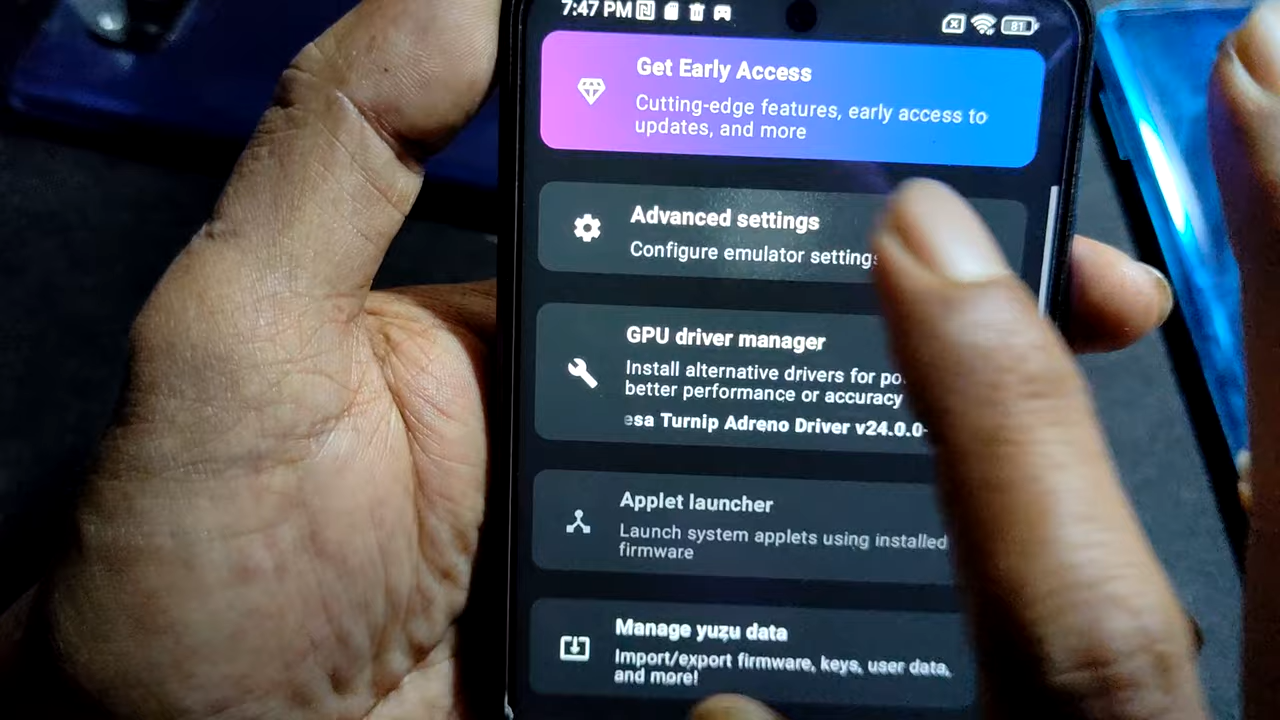 7:47 PM
81
Get Early Access
Cutting-edge features, early access to
updates, and more
Advanced settings
Configure emulator settings
GPU driver manager
Install alternative drivers for po
better performance or accuracy
esa Turnip Adreno Driver v24.0.0-
Applet launcher
Launch system applets using installed
firmware
Manage yuzu data
Import/export firmware, keys, user data,
and more!